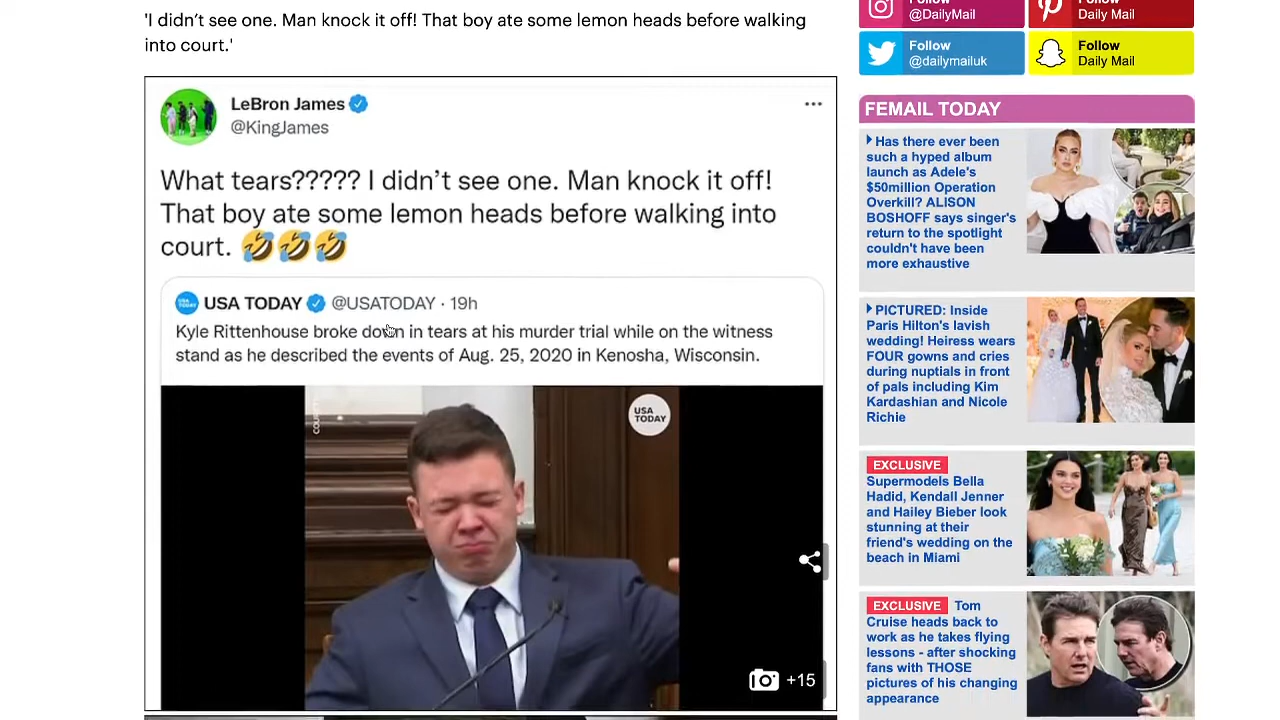 'I didn't see one. Man knock it off! That boy ate some lemon heads before walking
into court.'
LeBron James
@KingJames
What tears????? I didn't see one. Man knock it off!
That boy ate some lemon heads before walking into
court. 🤣🤣🤣
USA TODAY @USATODAY · 19h
Kyle Rittenhouse broke down in tears at his murder trial while on the witness
stand as he described the events of Aug. 25, 2020 in Kenosha, Wisconsin.
USA
TODAY
+15
Follow
@DailyMail
Follow
Daily Mail
Follow
@dailymailuk
Follow
Daily Mail
FEMAIL TODAY
Has there ever been
such a hyped album
launch as Adele's
$50million Operation
Overkill? ALISON
BOSHOFF says singer's
return to the spotlight
couldn't have been
more exhaustive
PICTURED: Inside
Paris Hilton's lavish
wedding! Heiress wears
FOUR gowns and cries
during nuptials in front
of pals including Kim
Kardashian and Nicole
Richie
EXCLUSIVE
Supermodels Bella
Hadid, Kendall Jenner
and Hailey Bieber look
stunning at their
friend's wedding on the
beach in Miami
EXCLUSIVE Tom
Cruise heads back to
work as he takes flying
lessons - after shocking
fans with THOSE
pictures of his changing
appearance